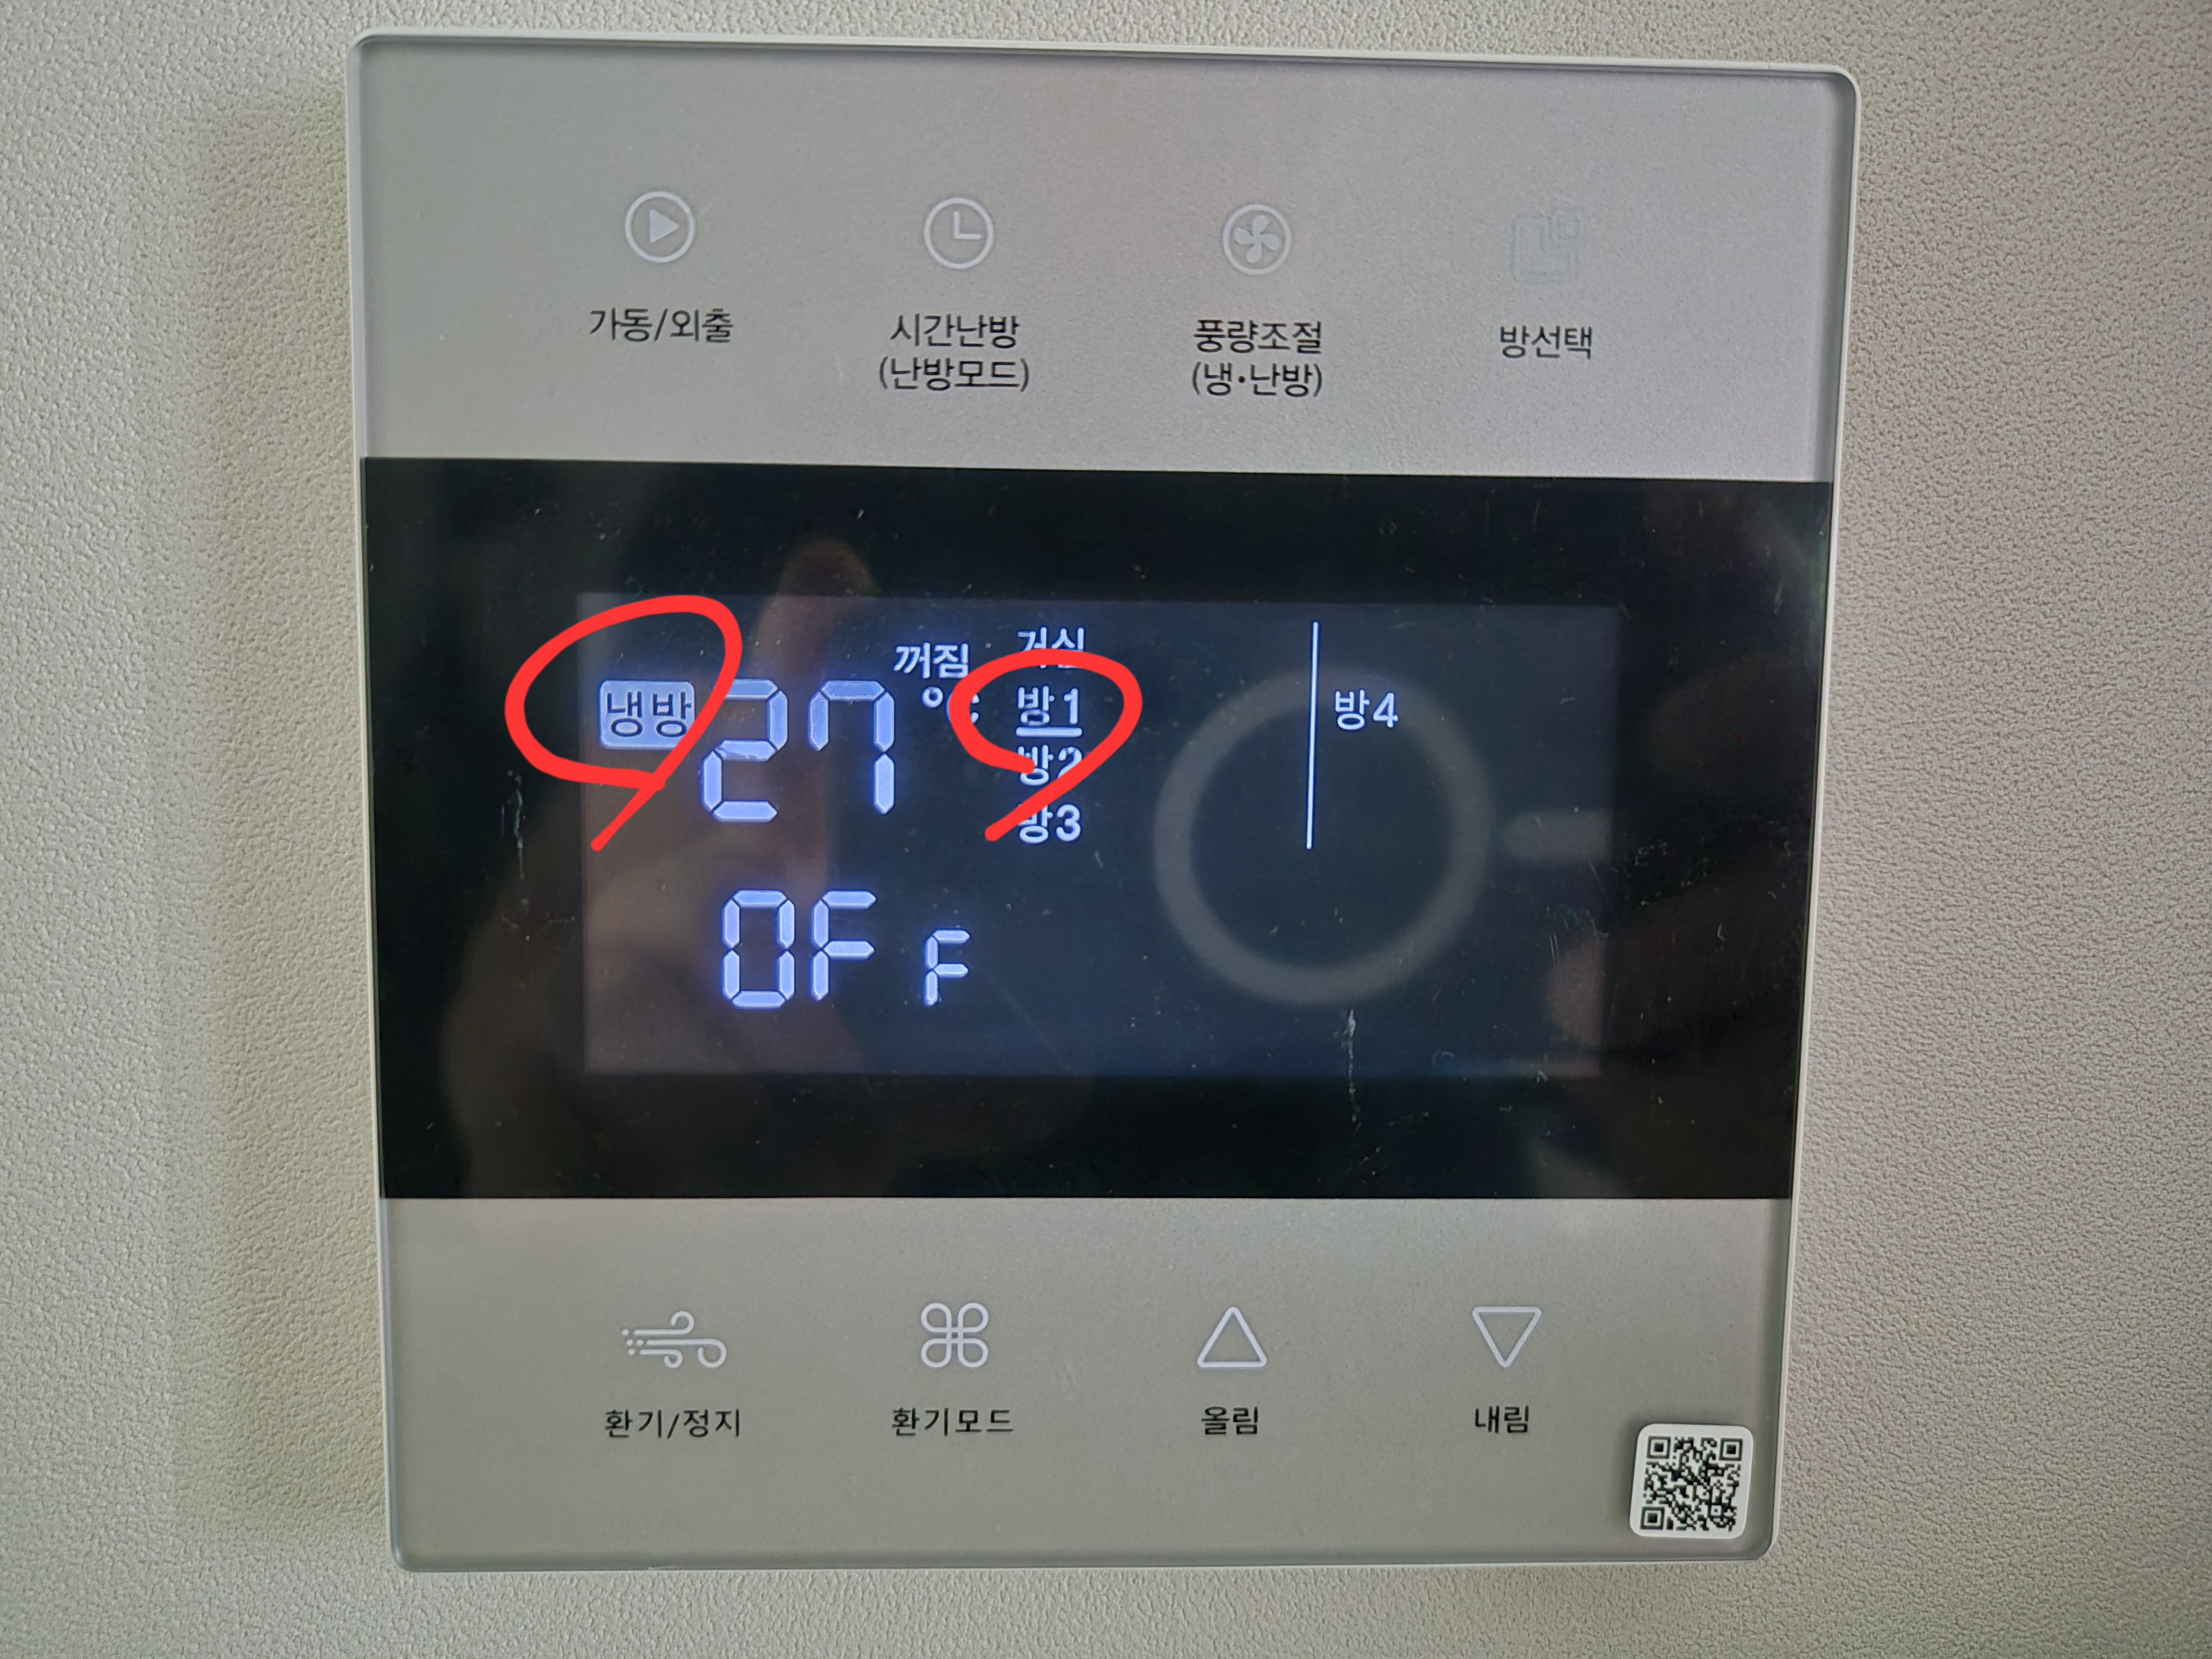 가동/외출
시간난방
(난방모드)
풍량조절
(냉·난방)
방선택
냉방
27 °C
꺼짐
거실
방1
방2
방3
방4
OFF
환기/정지
환기모드
올림
내림